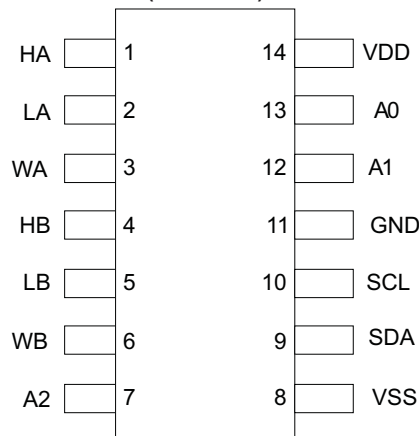 HA 1 14 VDD
LA 2 13 A0
WA 3 12 A1
HB 4 11 GND
LB 5 10 SCL
WB 6 9 SDA
A2 7 8 VSS